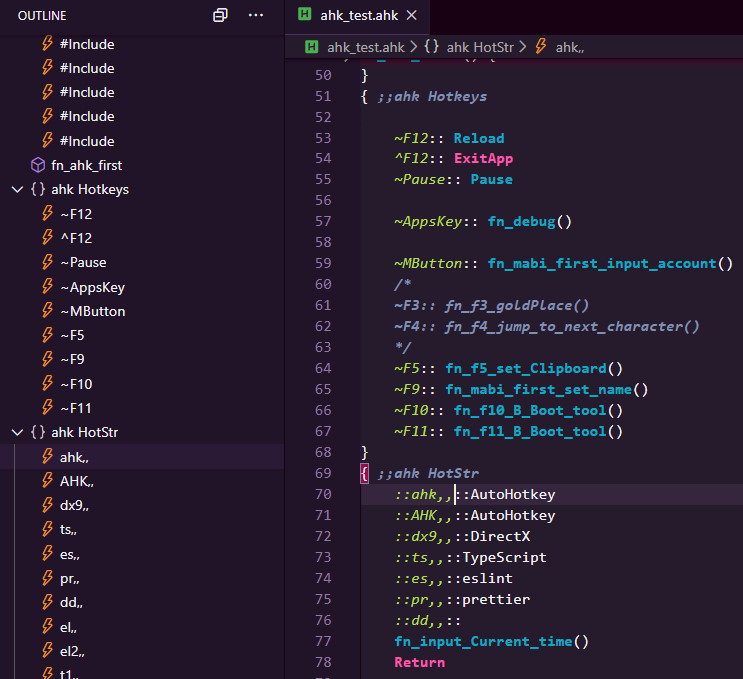 OUTLINE
#Include
#Include
#Include
#Include
#Include
fn_ahk_first
{} ahk Hotkeys
~F12
^F12
~Pause
~AppsKey
~MButton
~F5
~F9
~F10
~F11
{} ahk HotStr
ahk,,
AHK,,
dx9,,
ts,,
es,,
pr,,
dd,,
el,,
el2,,
t1,,
H ahk_test.ahk
H ahk_test.ahk > {} ahk HotStr > ahk,,
50 }
51 { ;;ahk Hotkeys
52
53 ~F12:: Reload
54 ^F12:: ExitApp
55 ~Pause:: Pause
56
57 ~AppsKey:: fn_debug()
58
59 ~MButton:: fn_mabi_first_input_account()
60 /*
61 ~F3:: fn_f3_goldPlace()
62 ~F4:: fn_f4_jump_to_next_character()
63 */
64 ~F5:: fn_f5_set_Clipboard()
65 ~F9:: fn_mabi_first_set_name()
66 ~F10:: fn_f10_B_Boot_tool()
67 ~F11:: fn_f11_B_Boot_tool()
68 }
69 { ;;ahk HotStr
70 ::ahk,,::AutoHotkey
71 ::AHK,,::AutoHotkey
72 ::dx9,,::DirectX
73 ::ts,,::TypeScript
74 ::es,,::eslint
75 ::pr,,::prettier
76 ::dd,,::
77 fn_input_Current_time()
78 Return